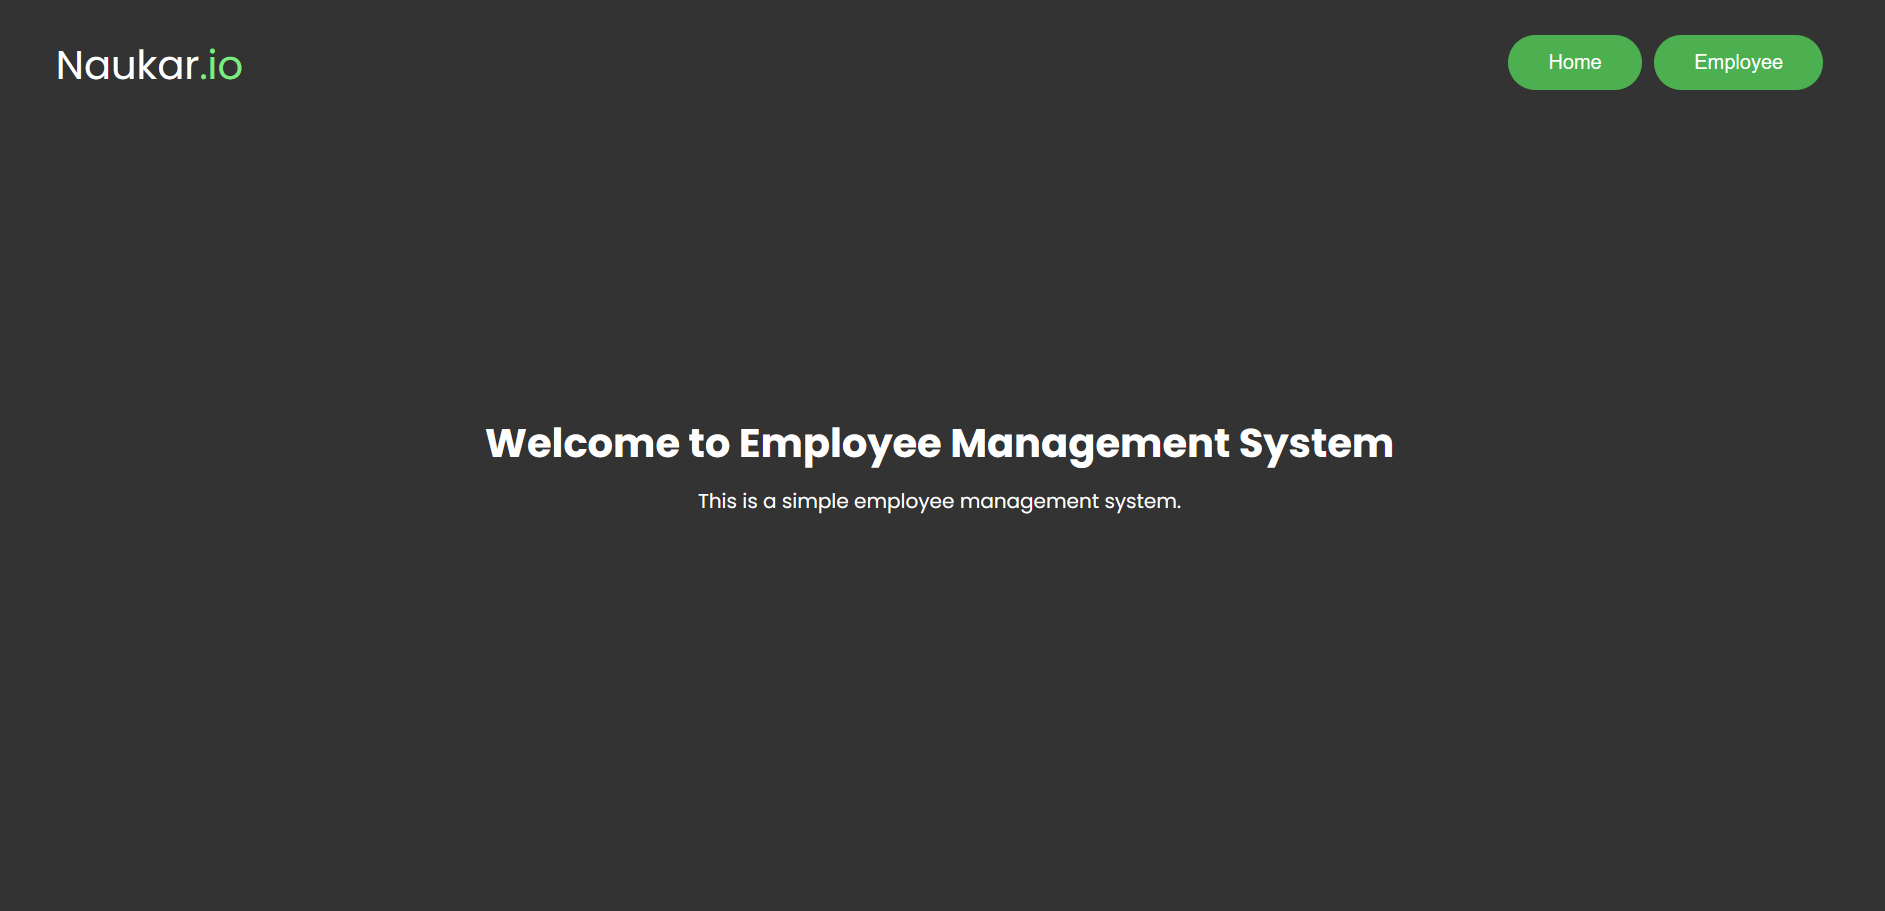 Naukar.io
Home
Employee
Welcome to Employee Management System
This is a simple employee management system.